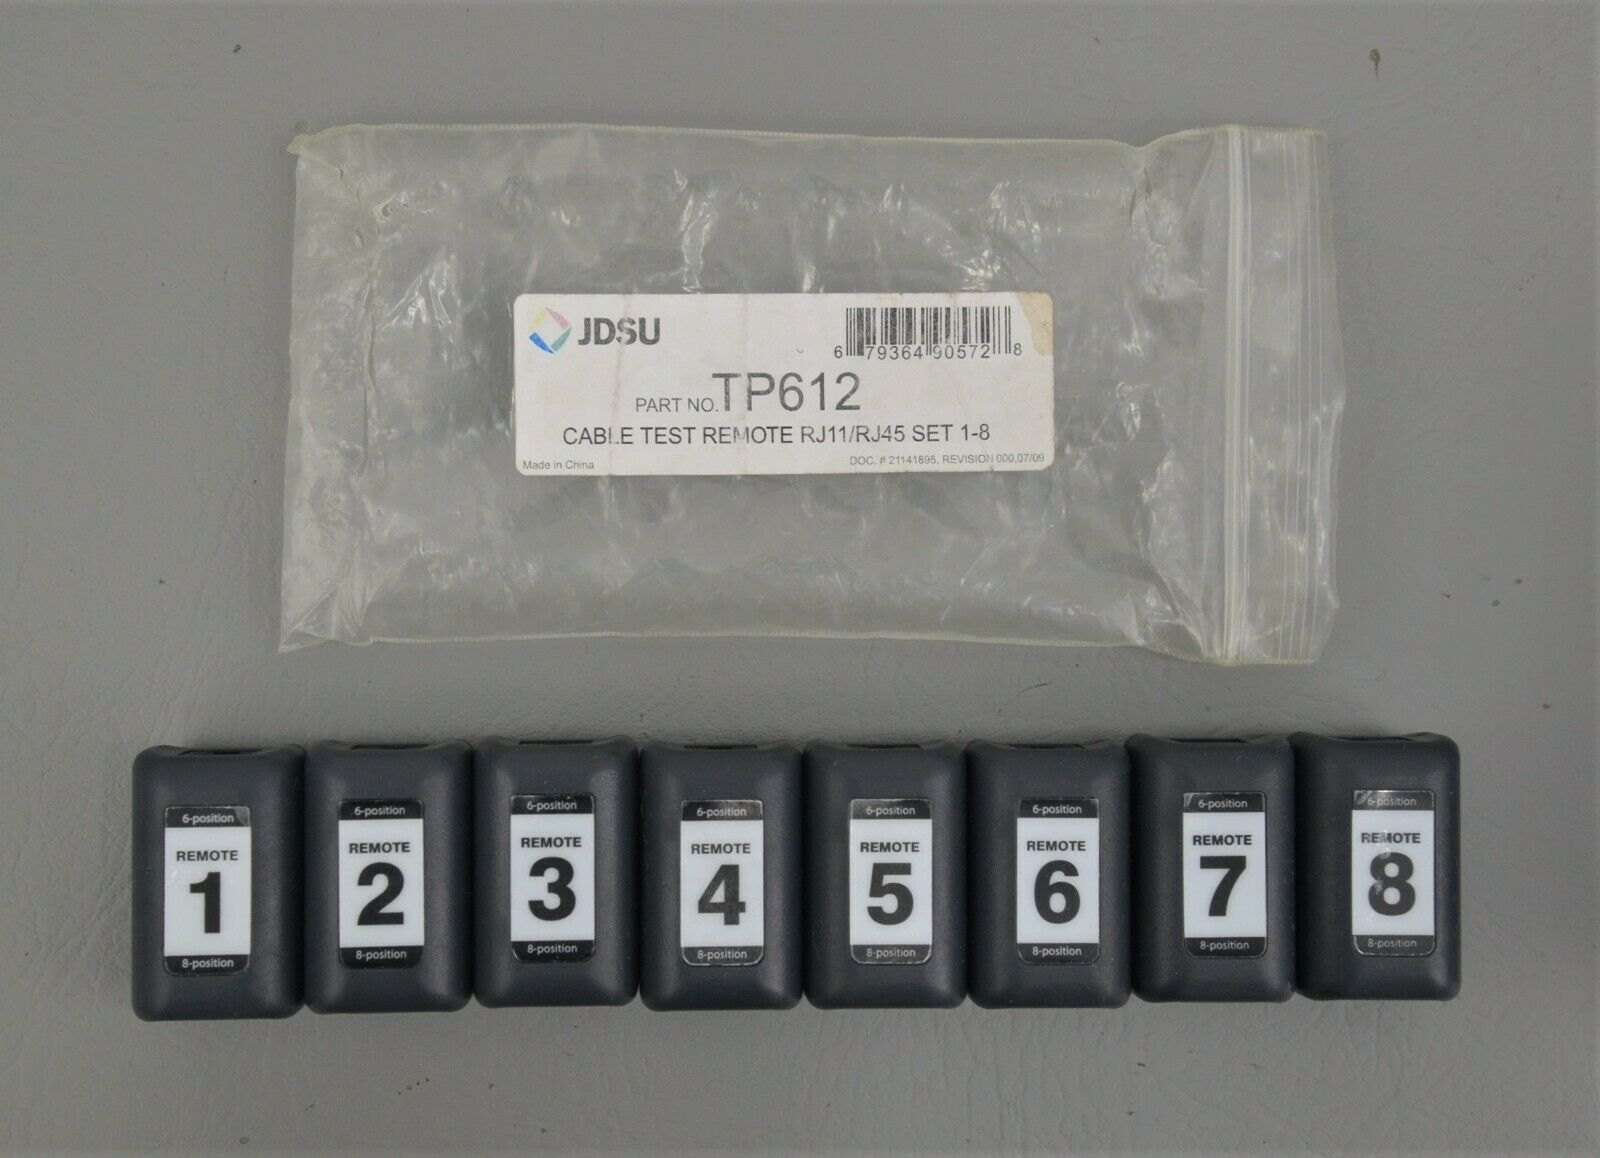 JDSU
6 79364 90572 8
PART NO. TP612
CABLE TEST REMOTE RJ11/RJ45 SET 1-8
Made in China
DOC. # 21141895, REVISION 000,07/09
6-position
REMOTE
1
8-position
6-position
REMOTE
2
8-position
6-position
REMOTE
3
8-position
6-position
REMOTE
4
8-position
6-position
REMOTE
5
8-position
6-position
REMOTE
6
8-position
6-position
REMOTE
7
8-position
6-position
REMOTE
8
8-position